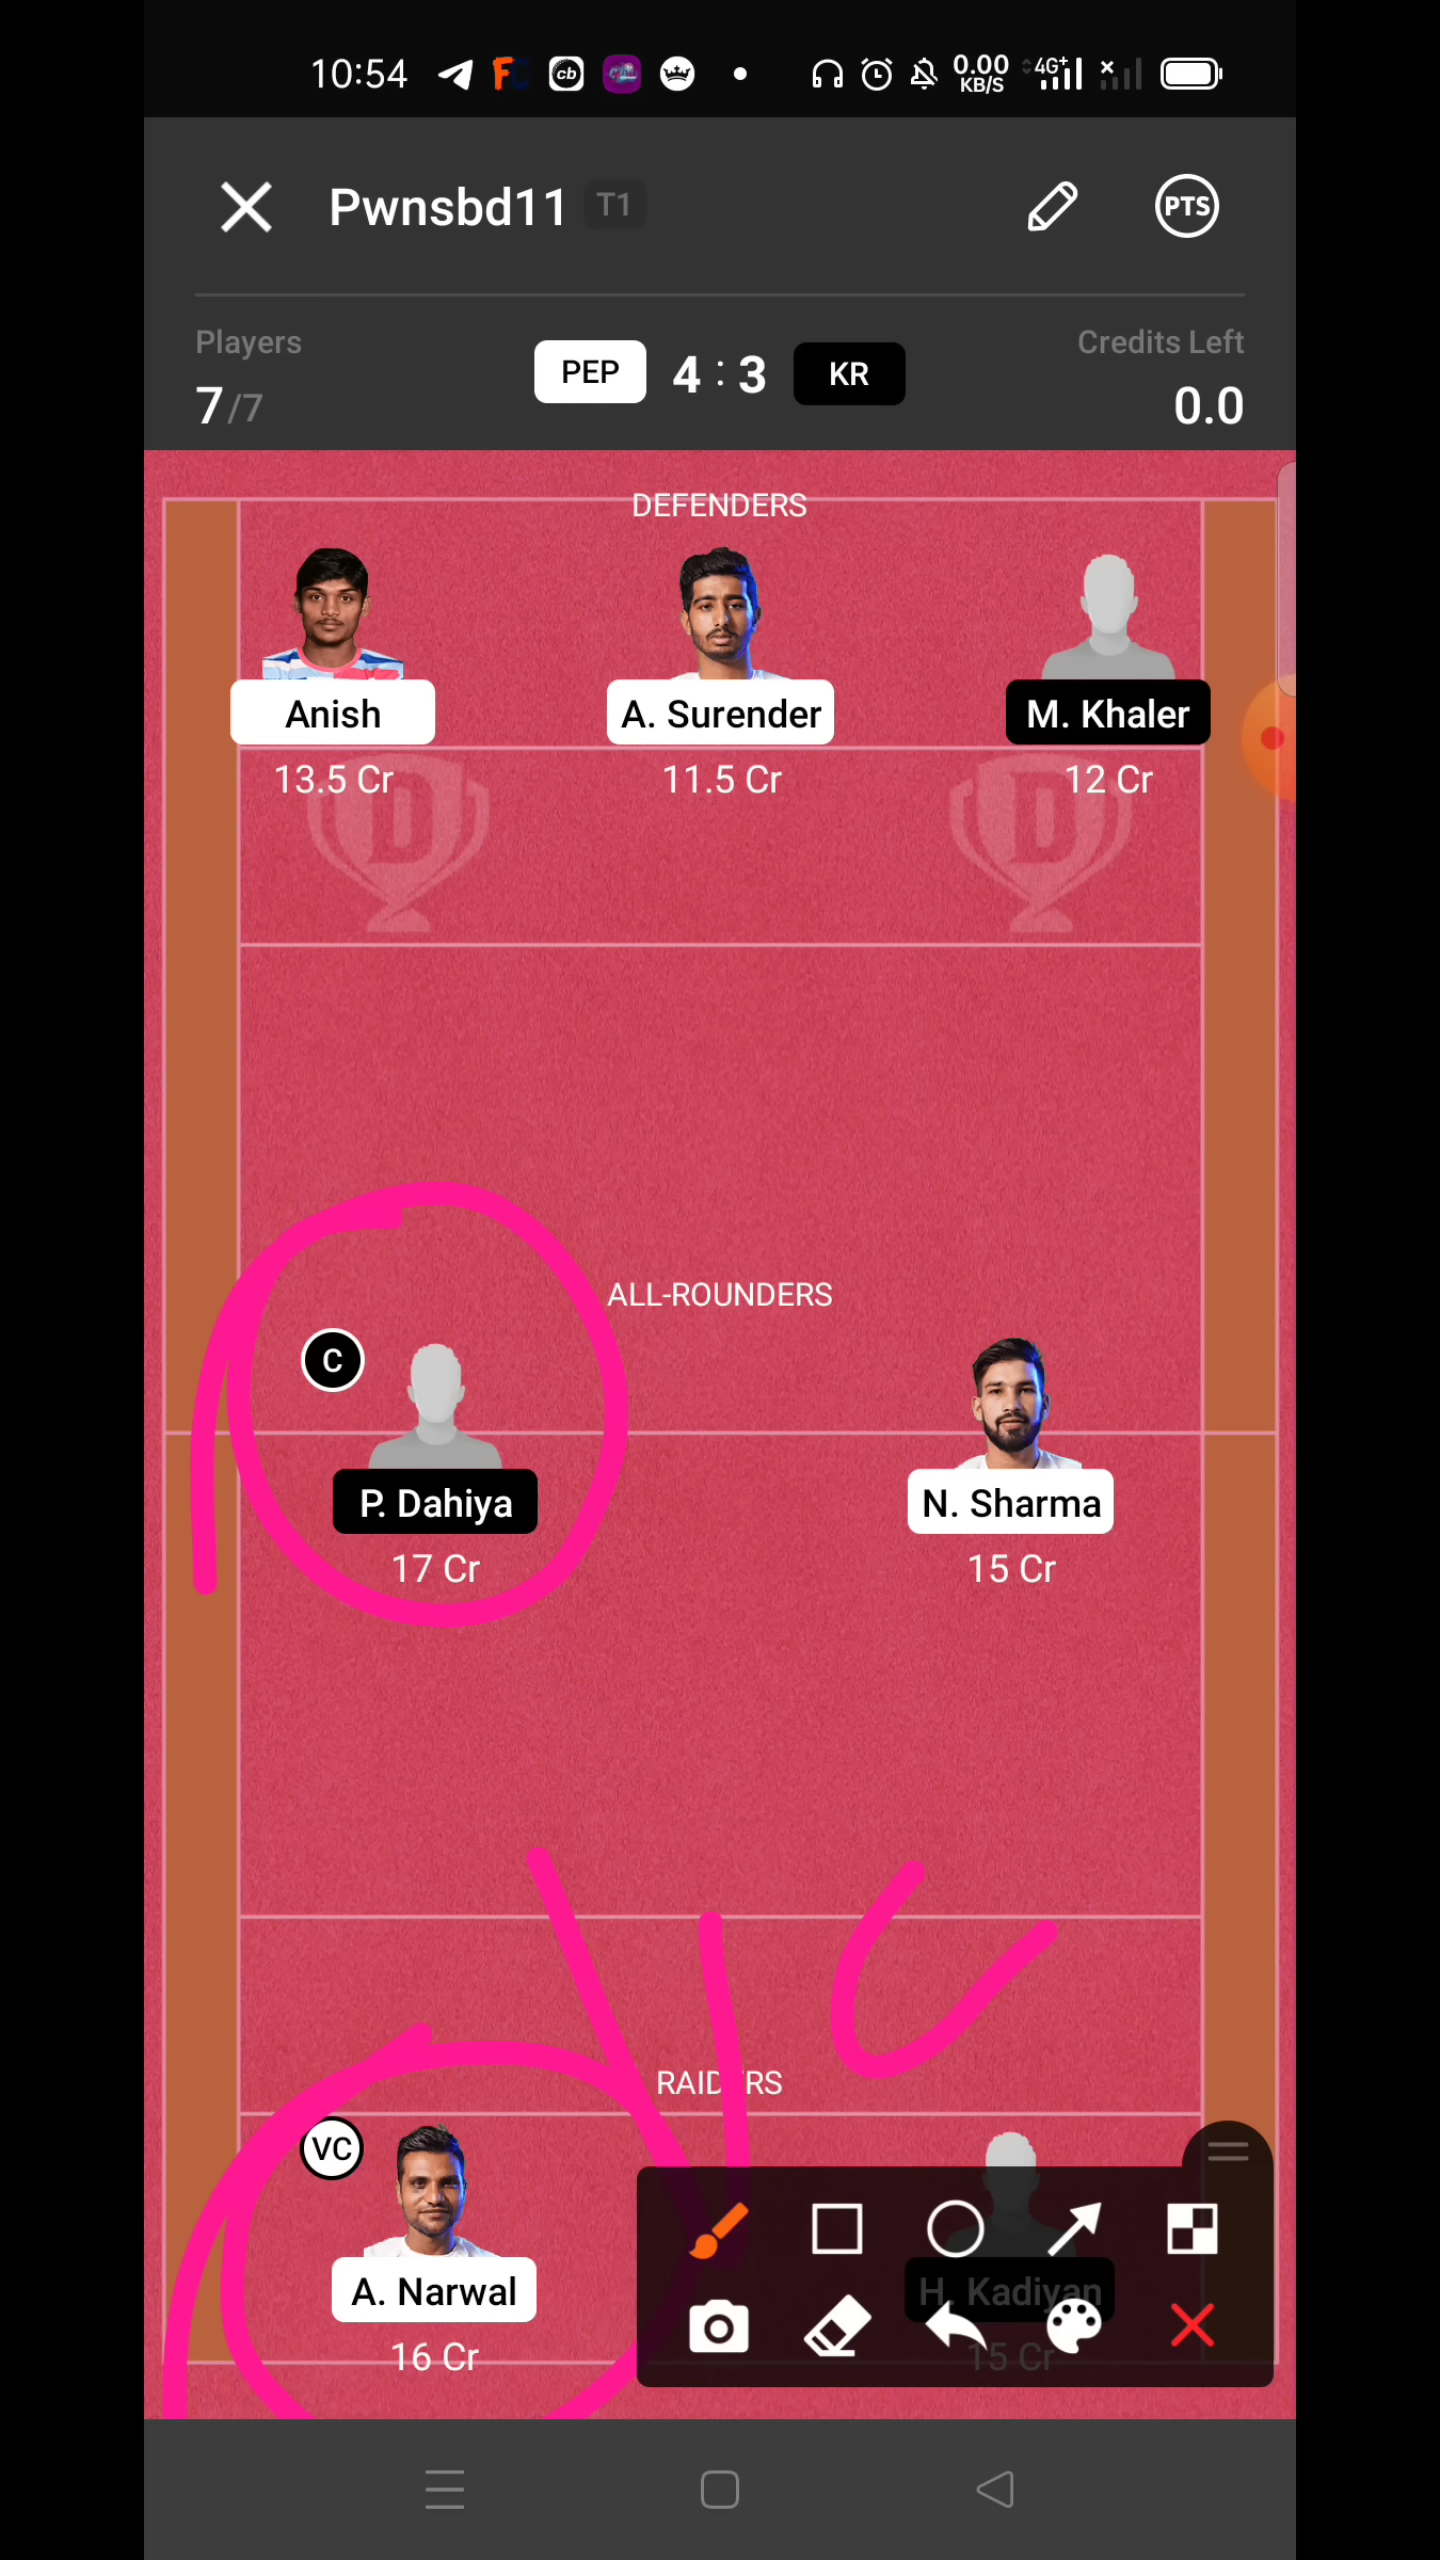 10:54 cb 0.00 KB/S 4G+
Pwnsbd11 T1 PTS
Players PEP 4 : 3 KR Credits Left
7/7 0.0
DEFENDERS
Anish A. Surender M. Khaler
13.5 Cr 11.5 Cr 12 Cr
D D
ALL-ROUNDERS
C
P. Dahiya N. Sharma
17 Cr 15 Cr
RAIDERS
VC
A. Narwal H. Kadiyan
16 Cr 15 Cr